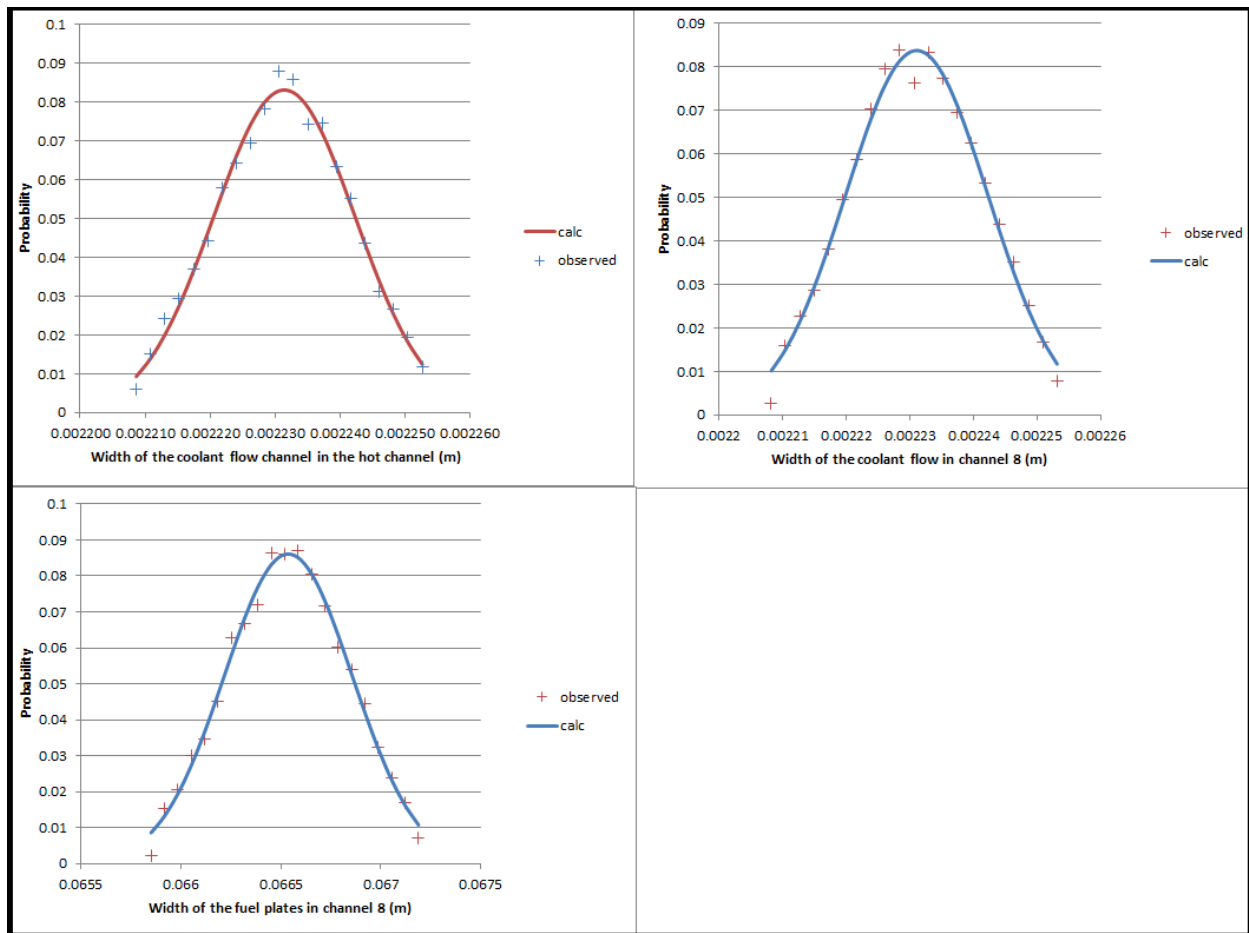 0.1
0.09
0.08
0.07
0.06
0.05
0.04
0.03
0.02
0.01
0
Probability
0.002200 0.002210 0.002220 0.002230 0.002240 0.002250 0.002260
Width of the coolant flow channel in the hot channel (m)
calc
observed
0.09
0.08
0.07
0.06
0.05
0.04
0.03
0.02
0.01
0
Probability
0.0022 0.00221 0.00222 0.00223 0.00224 0.00225 0.00226
Width of the coolant flow in channel 8 (m)
observed
calc
0.1
0.09
0.08
0.07
0.06
0.05
0.04
0.03
0.02
0.01
0
Probability
0.0655 0.066 0.0665 0.067 0.0675
Width of the fuel plates in channel 8 (m)
observed
calc